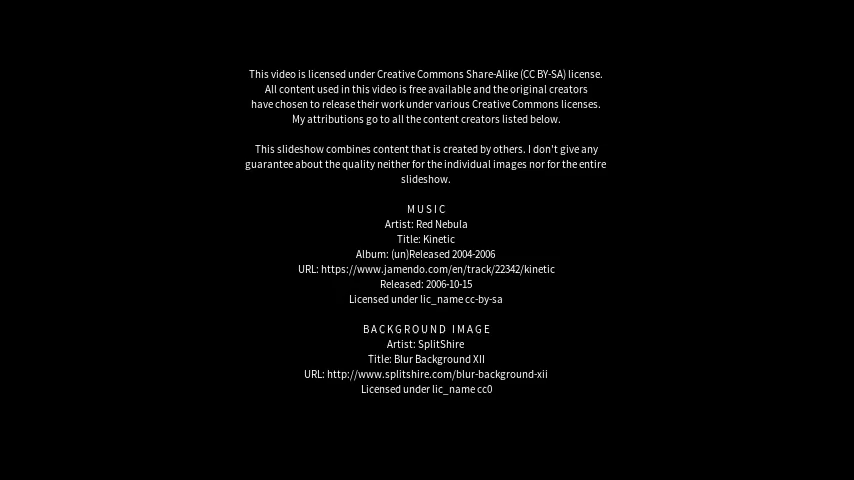 This video is licensed under Creative Commons Share-Alike (CC BY-SA) license.
All content used in this video is free available and the original creators
have chosen to release their work under various Creative Commons licenses.
My attributions go to all the content creators listed below.
This slideshow combines content that is created by others. I don't give any
guarantee about the quality neither for the individual images nor for the entire
slideshow.
MUSIC
Artist: Red Nebula
Title: Kinetic
Album: (un)Released 2004-2006
URL: https://www.jamendo.com/en/track/22342/kinetic
Released: 2006-10-15
Licensed under lic_name cc-by-sa
BACKGROUND IMAGE
Artist: SplitShire
Title: Blur Background XII
URL: http://www.splitshire.com/blur-background-xii
Licensed under lic_name cc0